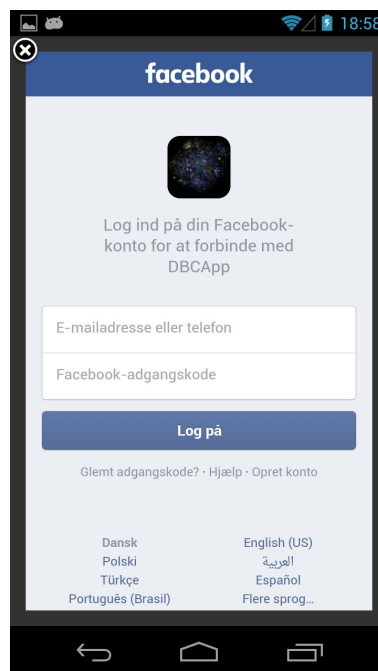 18:58
facebook
Log ind på din Facebook-
konto for at forbinde med
DBCApp
E-mailadresse eller telefon
Facebook-adgangskode
Log på
Glemt adgangskode? · Hjælp · Opret konto
Dansk English (US)
Polski العربية
Türkçe Español
Português (Brasil) Flere sprog...